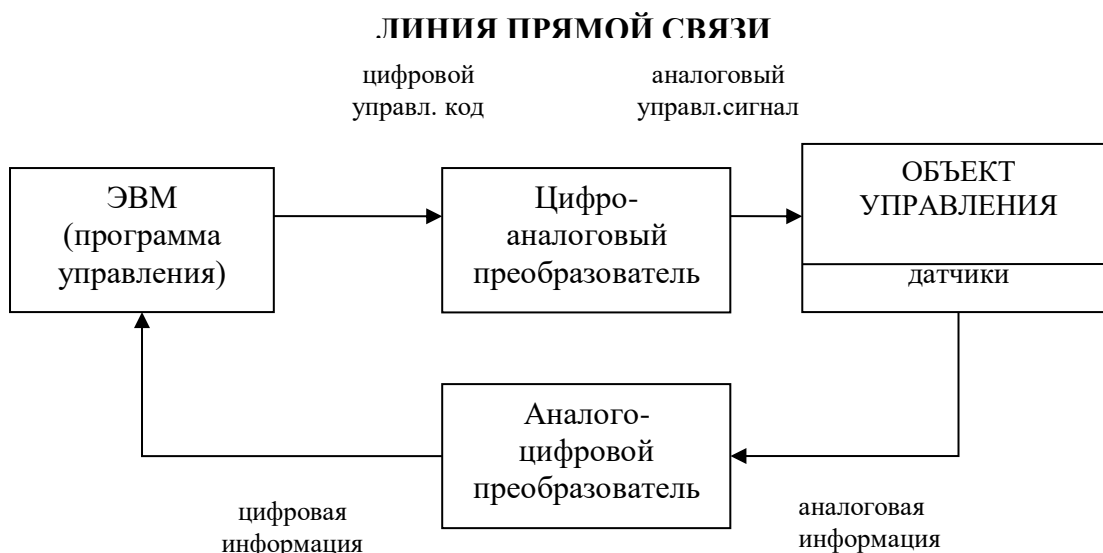 ЛИНИЯ ПРЯМОЙ СВЯЗИ
цифровой
управл. код
аналоговый
управл.сигнал
ЭВМ
(программа
управления)
Цифро-
аналоговый
преобразователь
ОБЪЕКТ
УПРАВЛЕНИЯ
датчики
Аналого-
цифровой
преобразователь
цифровая
информация
аналоговая
информация